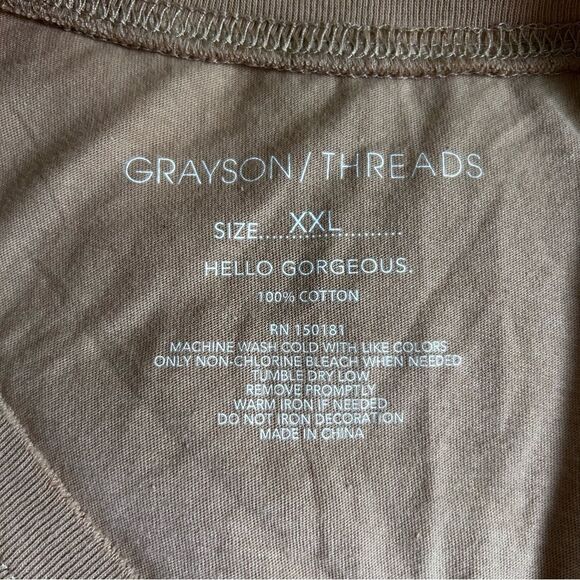 GRAYSON/THREADS
SIZE....XXL..............
HELLO GORGEOUS.
100% COTTON
RN 150181
MACHINE WASH COLD WITH LIKE COLORS
ONLY NON-CHLORINE BLEACH WHEN NEEDED
TUMBLE DRY LOW
REMOVE PROMPTLY
WARM IRON IF NEEDED
DO NOT IRON DECORATION
MADE IN CHINA